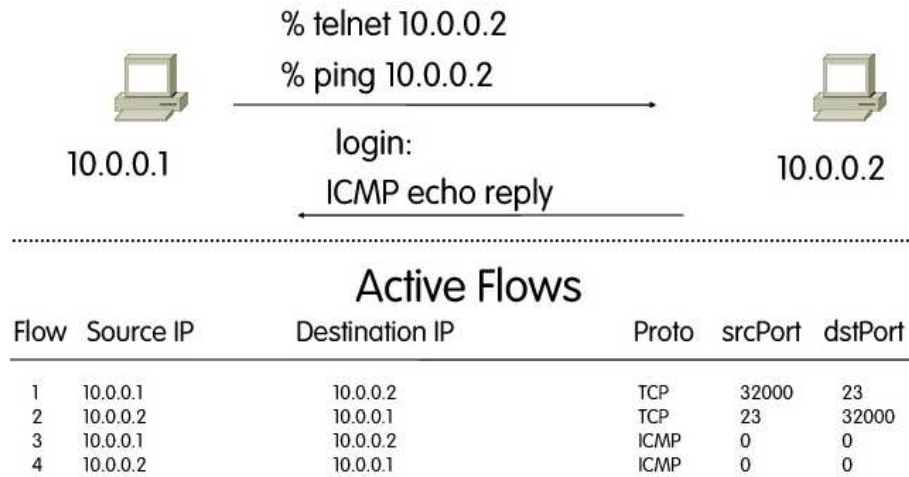 % telnet 10.0.0.2
% ping 10.0.0.2
10.0.0.1
login:
10.0.0.2
ICMP echo reply
Active Flows
Flow Source IP Destination IP Proto srcPort dstPort
1 10.0.0.1 10.0.0.2 TCP 32000 23
2 10.0.0.2 10.0.0.1 TCP 23 32000
3 10.0.0.1 10.0.0.2 ICMP 0 0
4 10.0.0.2 10.0.0.1 ICMP 0 0